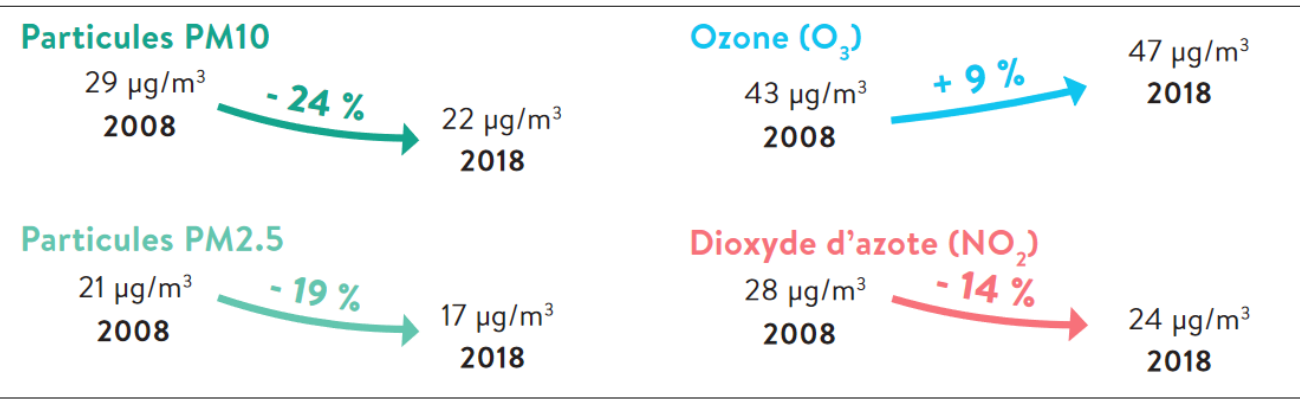 Particules PM10
29 µg/m³
2008
- 24 %
22 µg/m³
2018
Ozone (O₃)
43 µg/m³
2008
+ 9 %
47 µg/m³
2018
Particules PM2.5
21 µg/m³
2008
- 19 %
17 µg/m³
2018
Dioxyde d’azote (NO₂)
28 µg/m³
2008
- 14 %
24 µg/m³
2018